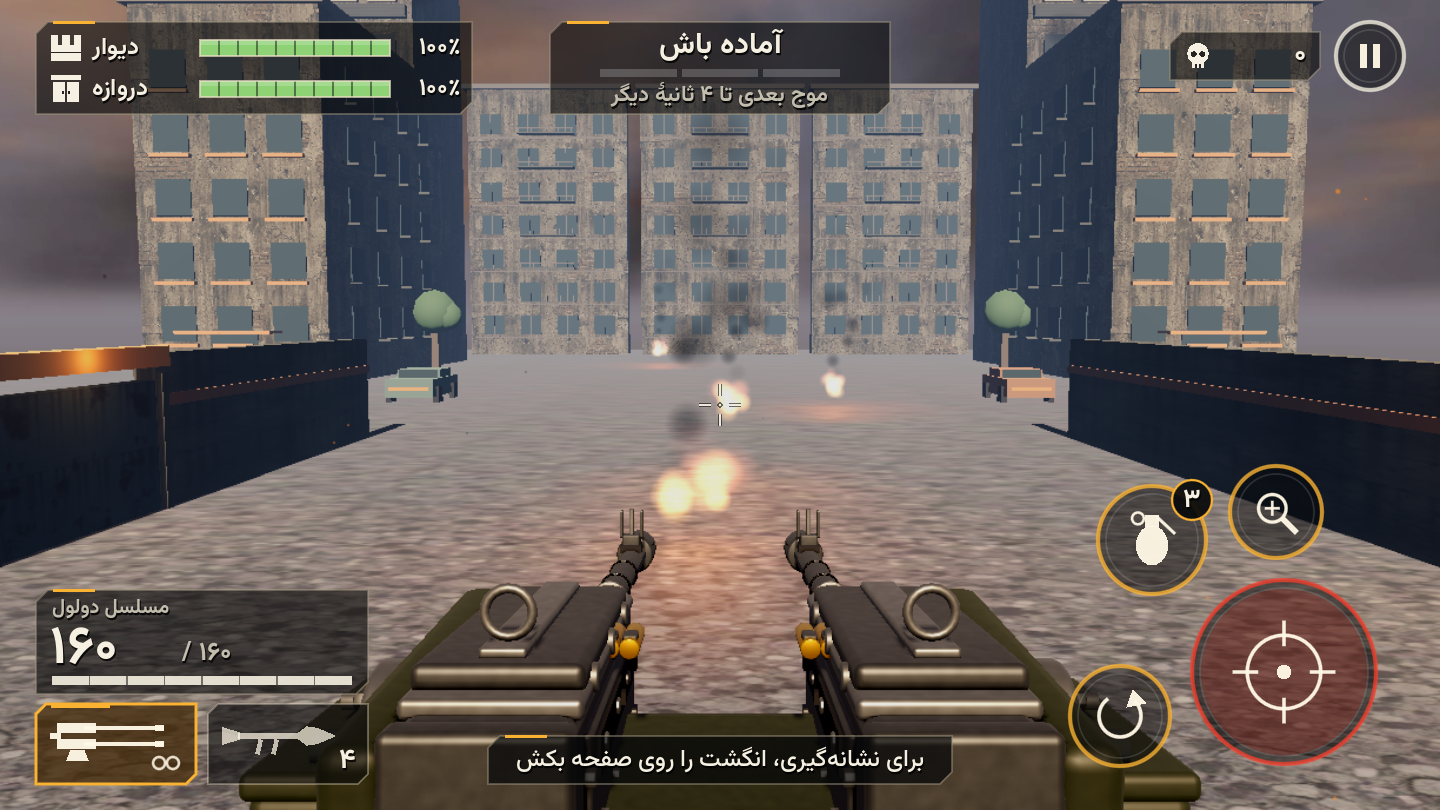 دیوار ۱۰۰٪
دروازه ۱۰۰٪
آماده باش
موج بعدی تا ۴ ثانیهٔ دیگر
۰
۳
مسلسل دولول
۱۶۰ / ۱۶۰
∞
۴
برای نشانه‌گیری، انگشت را روی صفحه بکش